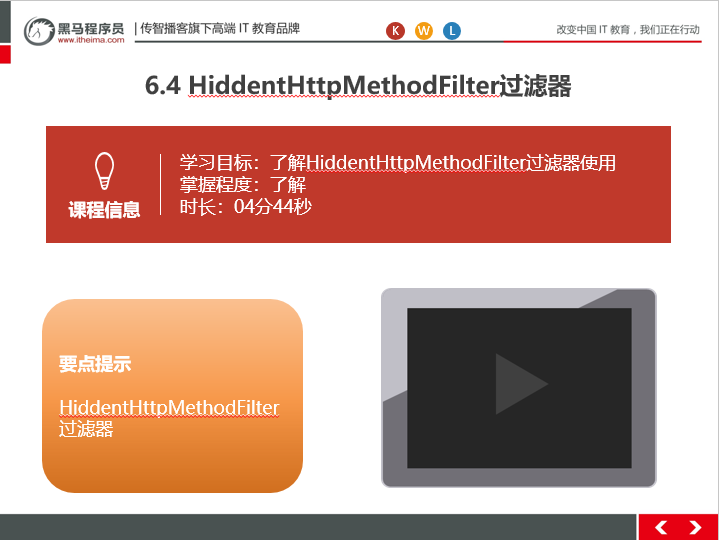 黑马程序员
www.itheima.com
传智播客旗下高端 IT 教育品牌
K W L
改变中国 IT 教育，我们正在行动
6.4 HiddentHttpMethodFilter过滤器
课程信息
学习目标：了解HiddentHttpMethodFilter过滤器使用
掌握程度：了解
时长：04分44秒
要点提示
HiddentHttpMethodFilter
过滤器